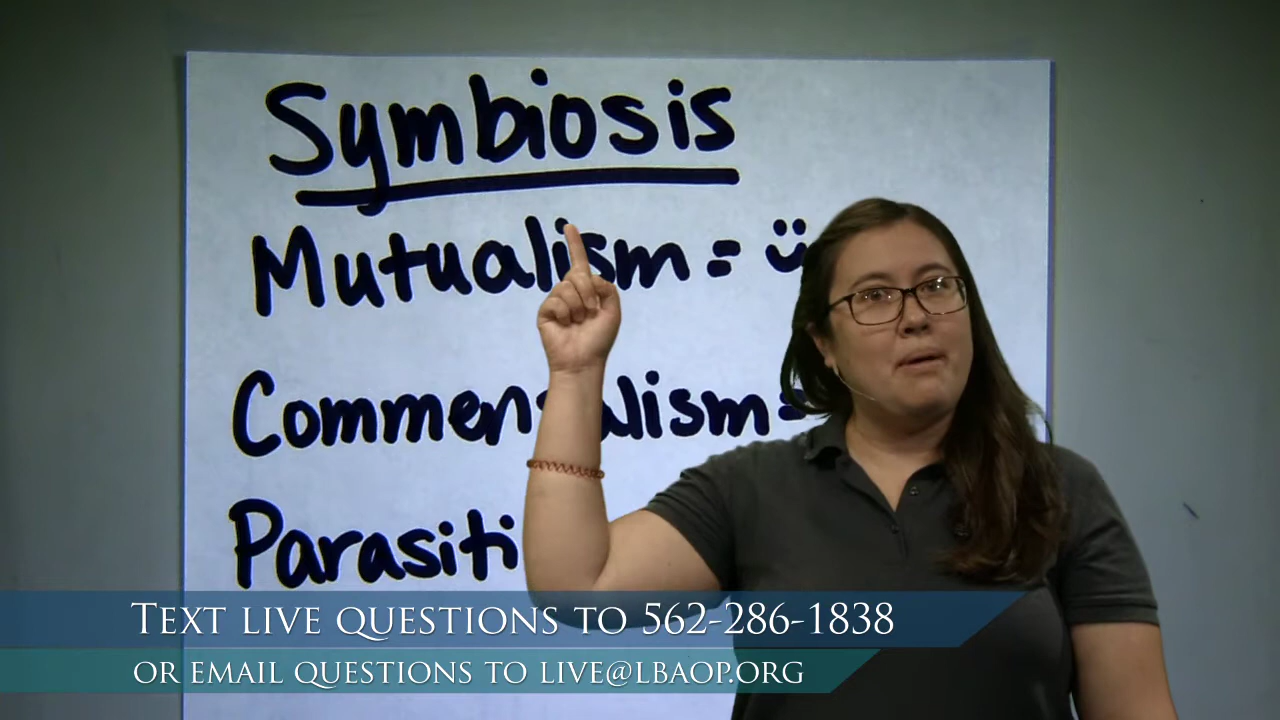 Symbiosis
Mutualism = :)
Commen alism =
Parasiti
TEXT LIVE QUESTIONS TO 562-286-1838
OR EMAIL QUESTIONS TO LIVE@LBAOP.ORG